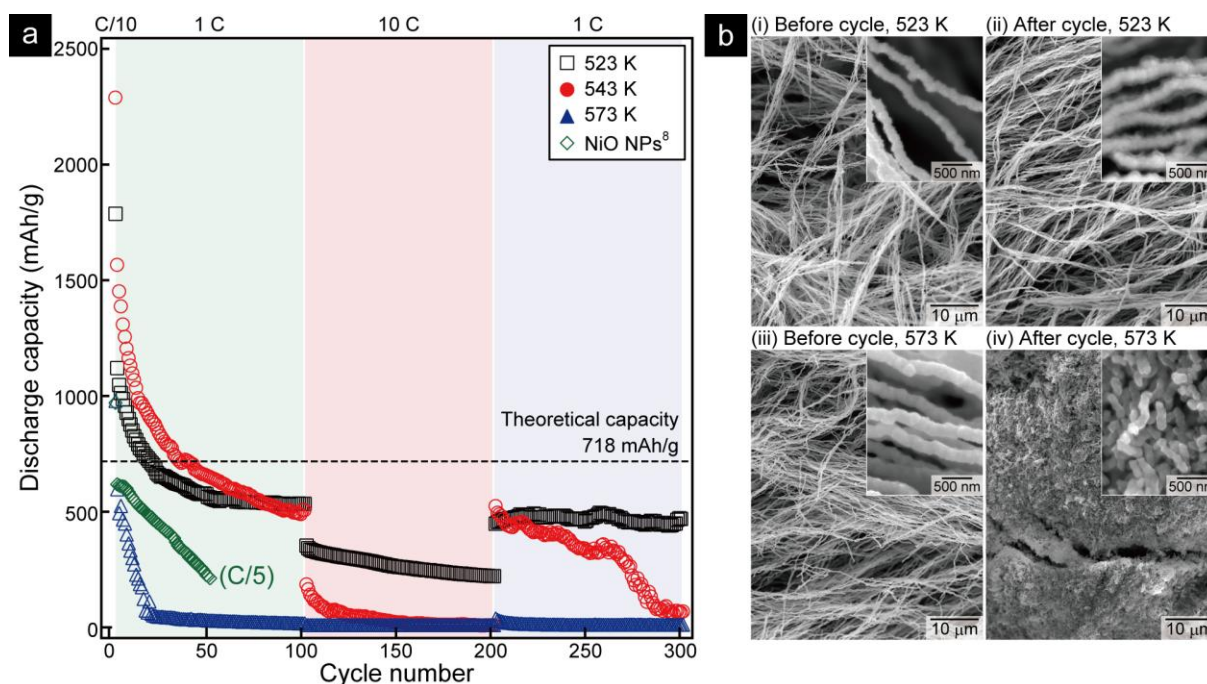 a
C/10 1 C 10 C 1 C
2500
2000
1500
1000
500
0
Discharge capacity (mAh/g)
523 K
543 K
573 K
NiO NPs⁸
Theoretical capacity
718 mAh/g
(C/5)
0 50 100 150 200 250 300
Cycle number
b
(i) Before cycle, 523 K
500 nm
10 μm
(ii) After cycle, 523 K
500 nm
10 μm
(iii) Before cycle, 573 K
500 nm
10 μm
(iv) After cycle, 573 K
500 nm
10 μm